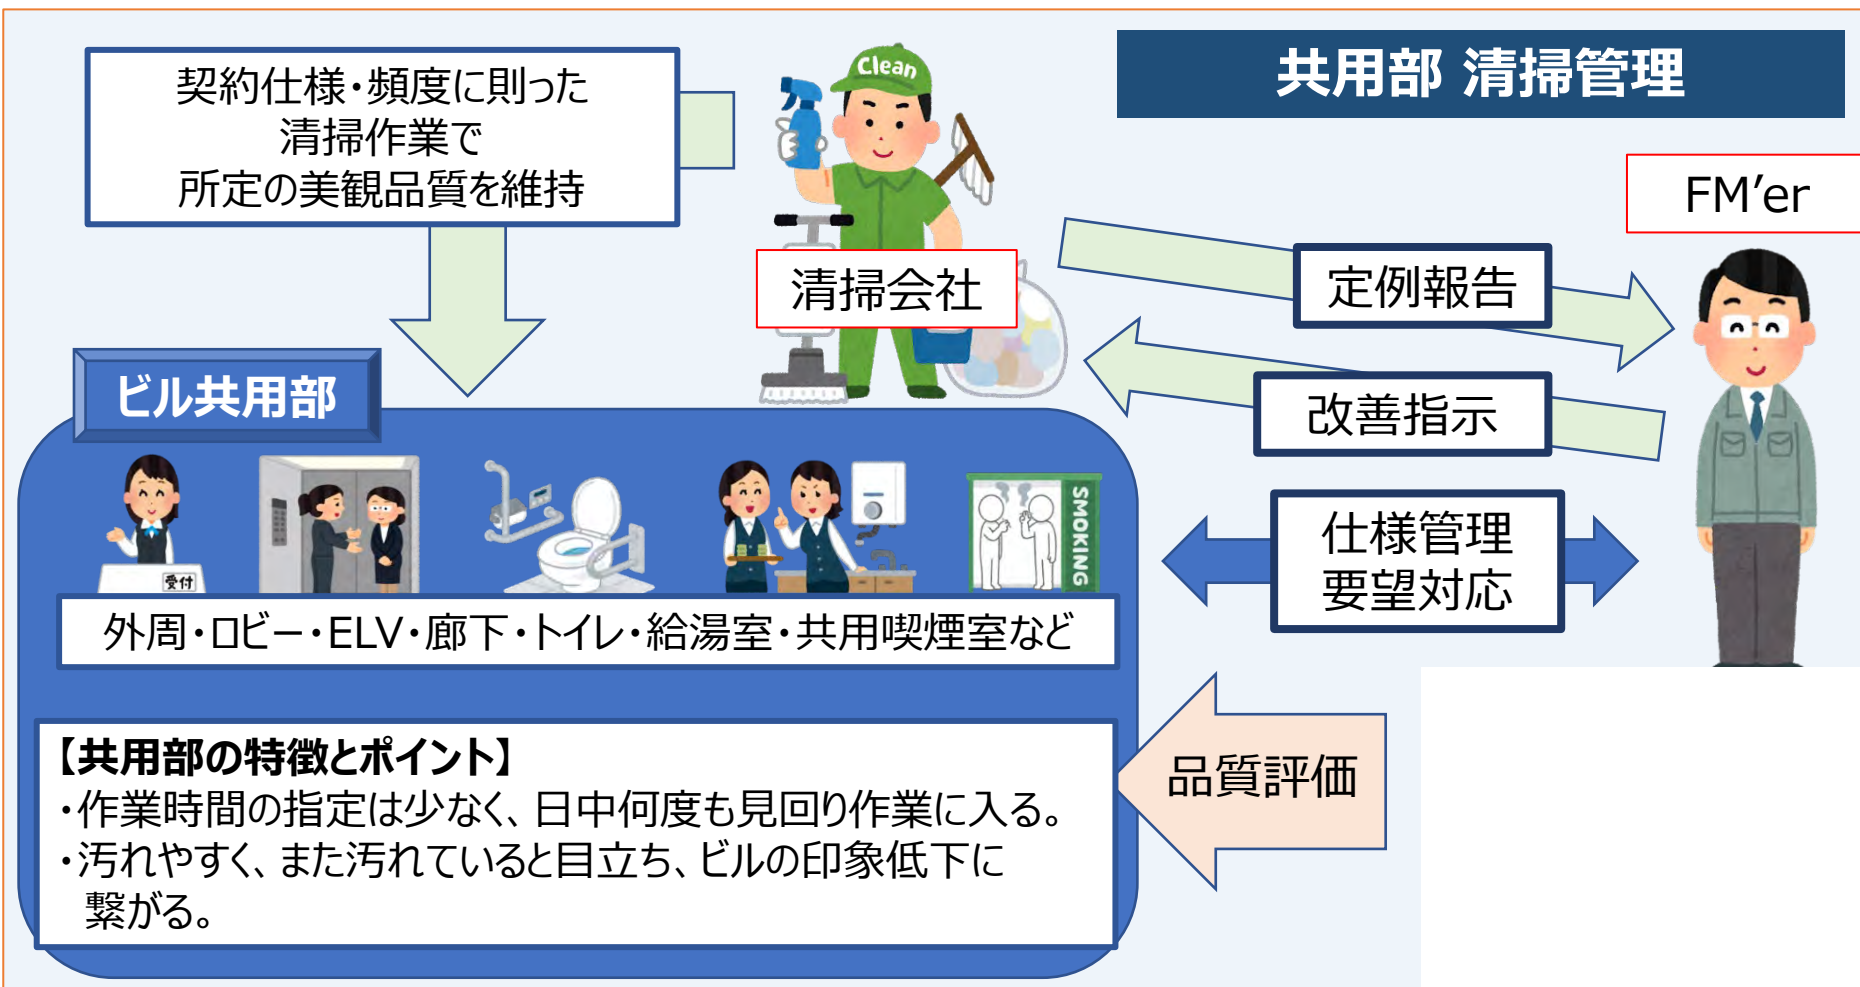 共用部 清掃管理
契約仕様・頻度に則った
清掃作業で
所定の美観品質を維持
Clean
清掃会社
FM’er
定例報告
改善指示
ビル共用部
受付
SMOKING
仕様管理
要望対応
外周・ロビー・ELV・廊下・トイレ・給湯室・共用喫煙室など
【共用部の特徴とポイント】
・作業時間の指定は少なく、日中何度も見回り作業に入る。
・汚れやすく、また汚れていると目立ち、ビルの印象低下に
繋がる。
品質評価